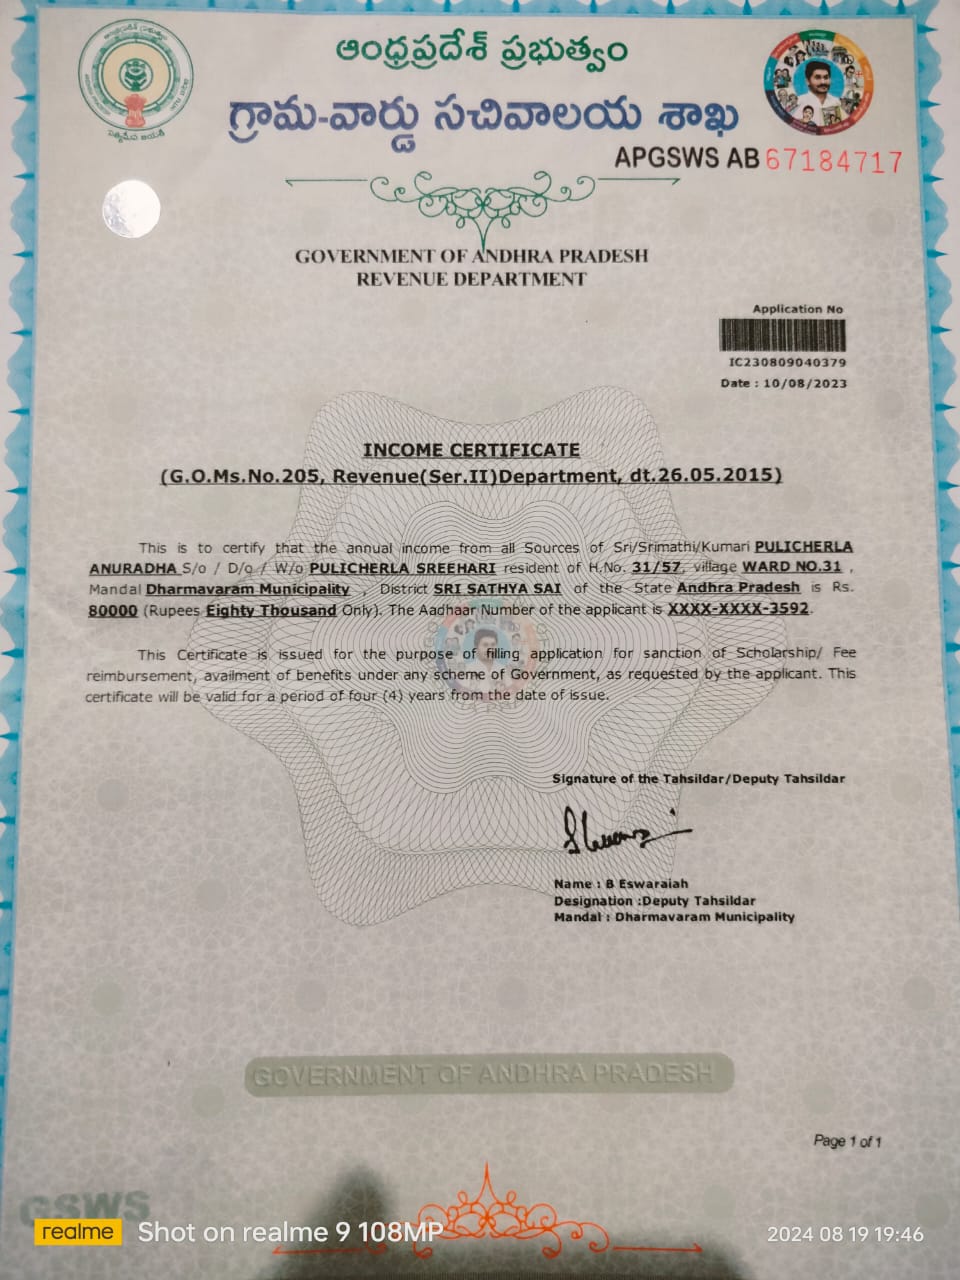 ఆంధ్రప్రదేశ్ ప్రభుత్వం
గ్రామ-వార్డు సచివాలయ శాఖ
APGSWS AB 67184717
GOVERNMENT OF ANDHRA PRADESH
REVENUE DEPARTMENT
Application No
IC230809040379
Date : 10/08/2023
INCOME CERTIFICATE
(G.O.Ms.No.205, Revenue(Ser.II)Department, dt.26.05.2015)
This is to certify that the annual income from all Sources of Sri/Srimathi/Kumari PULICHERLA
ANURADHA S/o / D/o / W/o PULICHERLA SREEHARI resident of H.No. 31/57, village WARD NO.31 ,
Mandal Dharmavaram Municipality , District SRI SATHYA SAI of the State Andhra Pradesh is Rs.
80000 (Rupees Eighty Thousand Only). The Aadhaar Number of the applicant is XXXX-XXXX-3592.
This Certificate is issued for the purpose of filling application for sanction of Scholarship/ Fee
reimbursement, availment of benefits under any scheme of Government, as requested by the applicant. This
certificate will be valid for a period of four (4) years from the date of issue.
Signature of the Tahsildar/Deputy Tahsildar
Name : B Eswaraiah
Designation :Deputy Tahsildar
Mandal : Dharmavaram Municipality
GOVERNMENT OF ANDHRA PRADESH
Page 1 of 1
GSWS
realme Shot on realme 9 108MP
2024 08 19 19:46